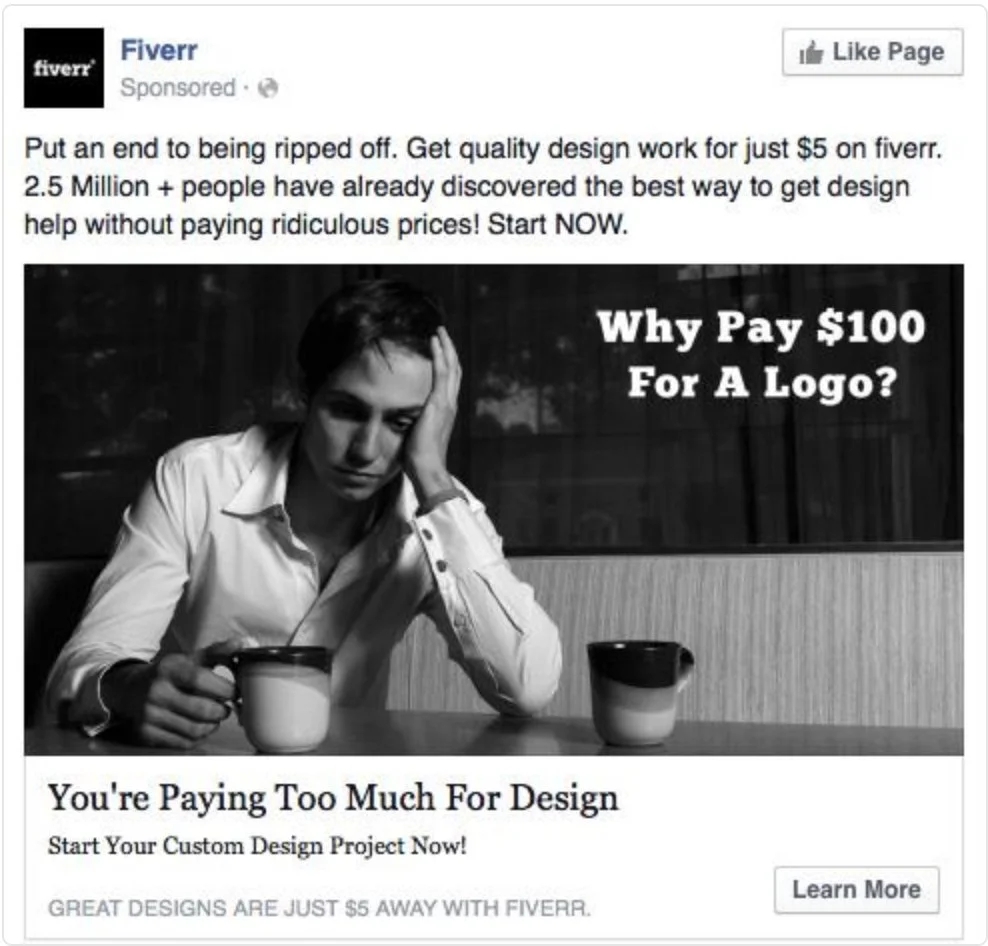 fiverr
Fiverr
Like Page
Sponsored ·
Put an end to being ripped off. Get quality design work for just $5 on fiverr.
2.5 Million + people have already discovered the best way to get design
help without paying ridiculous prices! Start NOW.
Why Pay $100
For A Logo?
You're Paying Too Much For Design
Start Your Custom Design Project Now!
Learn More
GREAT DESIGNS ARE JUST $5 AWAY WITH FIVERR.